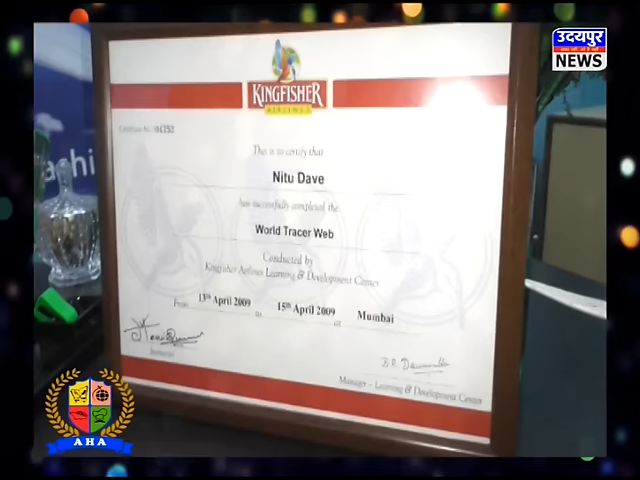 उदयपुर
NEWS
KINGFISHER
AIRLINES
This is to certify that
Nitu Dave
has successfully completed the
World Tracer Web
Conducted by
Kingfisher Airlines Learning & Development Center
From 13th April 2009 to 15th April 2009 at Mumbai
Instructor
Manager - Learning & Development Center
AHA